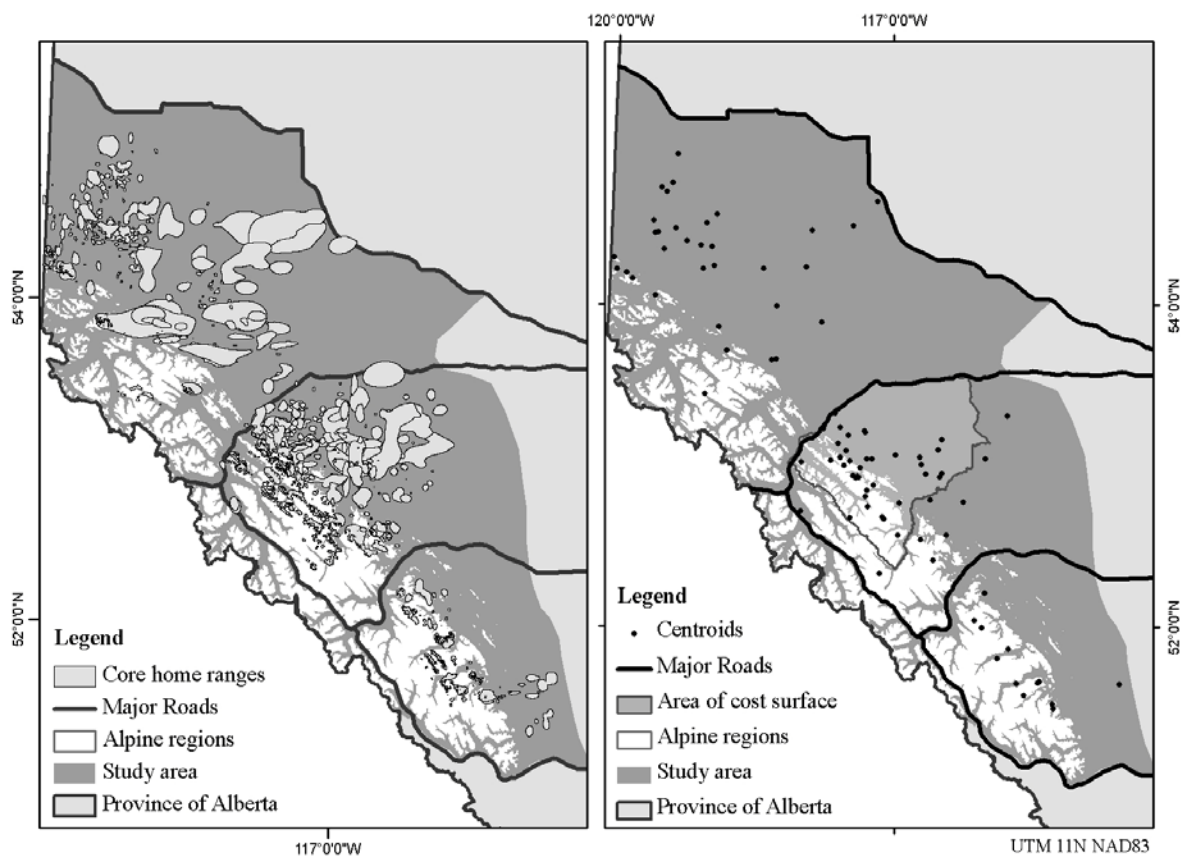 120°0'0"W
117°0'0"W
54°0'0"N
52°0'0"N
Legend
Core home ranges
Major Roads
Alpine regions
Study area
Province of Alberta
117°0'0"W
54°0'0"N
52°0'0"N
Legend
Centroids
Major Roads
Area of cost surface
Alpine regions
Study area
Province of Alberta
UTM 11N NAD83